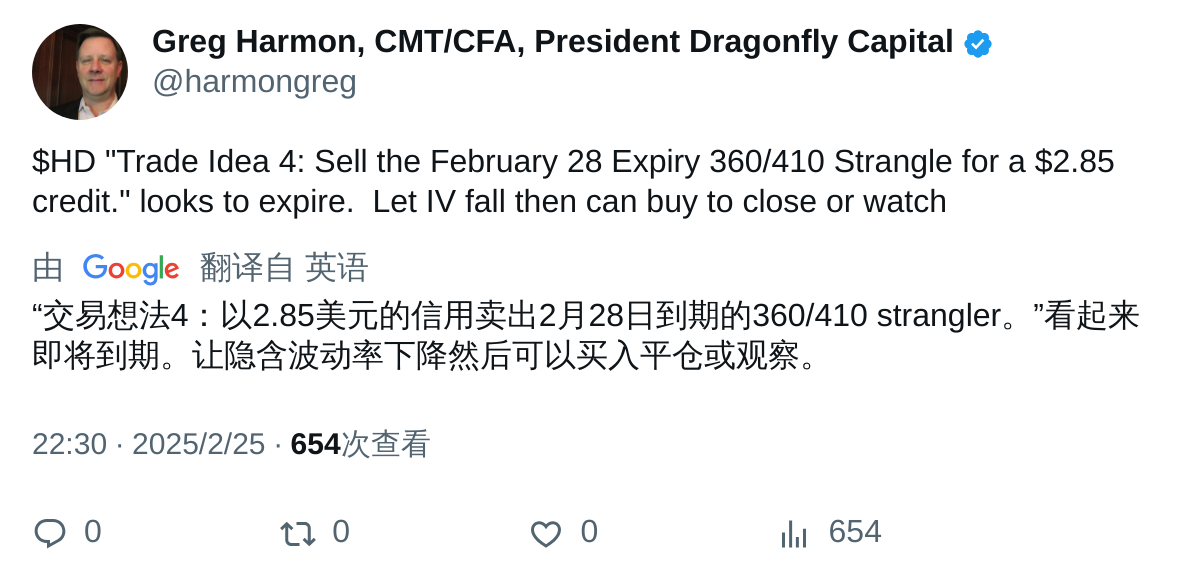 Greg Harmon, CMT/CFA, President Dragonfly Capital
@harmongreg
$HD "Trade Idea 4: Sell the February 28 Expiry 360/410 Strangle for a $2.85
credit." looks to expire.  Let IV fall then can buy to close or watch
由 Google 翻译自 英语
“交易想法4：以2.85美元的信用卖出2月28日到期的360/410 strangler。”看起来
即将到期。让隐含波动率下降然后可以买入平仓或观察。
22:30 · 2025/2/25 · 654次查看
0 0 0 654